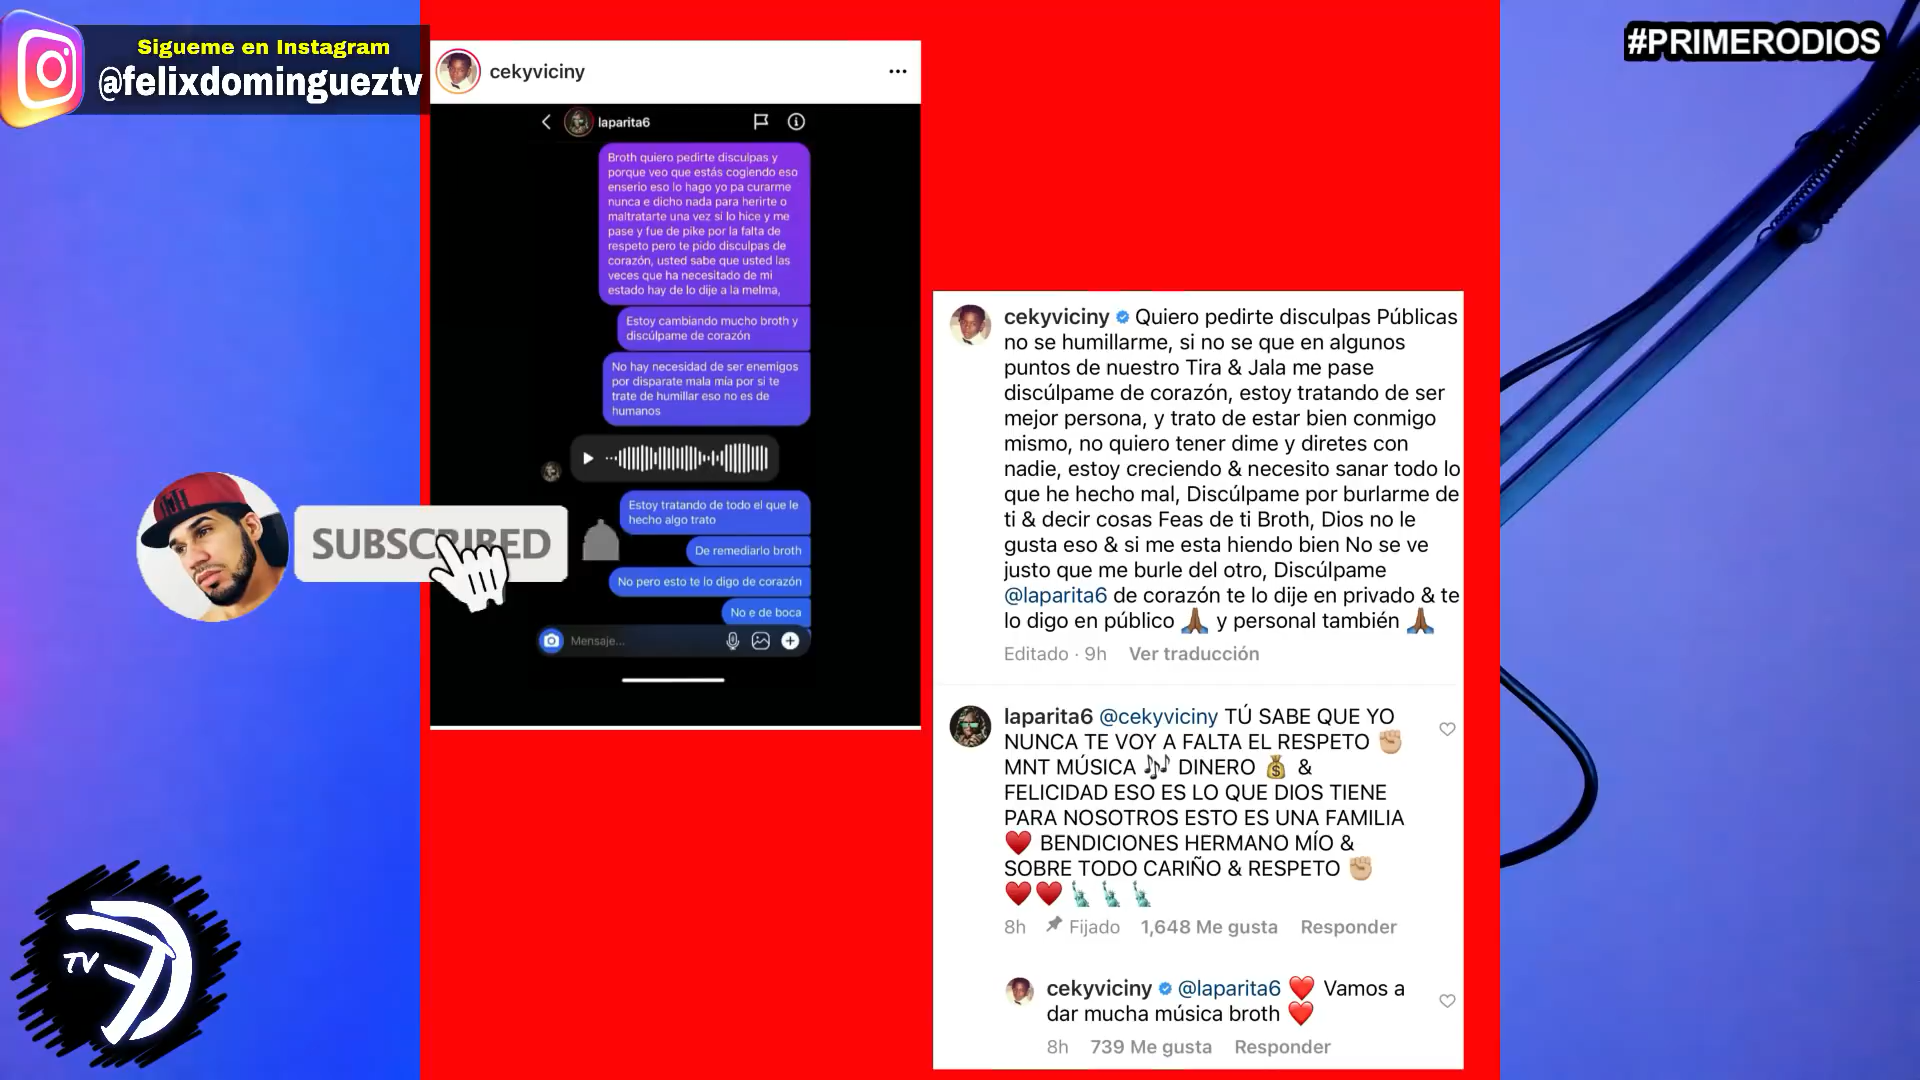 Sigueme en Instagram
@felixdomingueztv
#PRIMERODIOS
cekyviciny
laparita6
Broth quiero pedirte disculpas y
porque veo que estás cogiendo eso
enserio eso lo hago yo pa curarme
nunca e dicho nada para herirte o
maltratarte una vez si lo hice y me
pase y fue de pike por la falta de
respeto pero te pido disculpas de
corazón, usted sabe que usted las
veces que ha necesitado de mi
estado hay de lo dije a la melma,
Estoy cambiando mucho broth y
discúlpame de corazón
No hay necesidad de ser enemigos
por disparate mala mía por si te
trate de humillar eso no es de
humanos
Estoy tratando de todo el que le
hecho algo trato
De remediarlo broth
No pero esto te lo digo de corazón
No e de boca
Mensaje...
SUBSCRIBED
TV
cekyviciny Quiero pedirte disculpas Públicas
no se humillarme, si no se que en algunos
puntos de nuestro Tira & Jala me pase
discúlpame de corazón, estoy tratando de ser
mejor persona, y trato de estar bien conmigo
mismo, no quiero tener dime y diretes con
nadie, estoy creciendo & necesito sanar todo lo
que he hecho mal, Discúlpame por burlarme de
ti & decir cosas Feas de ti Broth, Dios no le
gusta eso & si me esta hiendo bien No se ve
justo que me burle del otro, Discúlpame
@laparita6 de corazón te lo dije en privado & te
lo digo en público 🙏🏾 y personal también 🙏🏾
Editado · 9h Ver traducción
laparita6 @cekyviciny TÚ SABE QUE YO
NUNCA TE VOY A FALTA EL RESPETO ✊🏼
MNT MÚSICA 🎶 DINERO 💰 &
FELICIDAD ESO ES LO QUE DIOS TIENE
PARA NOSOTROS ESTO ES UNA FAMILIA
♥️ BENDICIONES HERMANO MÍO &
SOBRE TODO CARIÑO & RESPETO ✊🏼
♥️♥️🗽🗽🗽
8h Fijado 1,648 Me gusta Responder
cekyviciny @laparita6 ❤️ Vamos a
dar mucha música broth ❤️
8h 739 Me gusta Responder